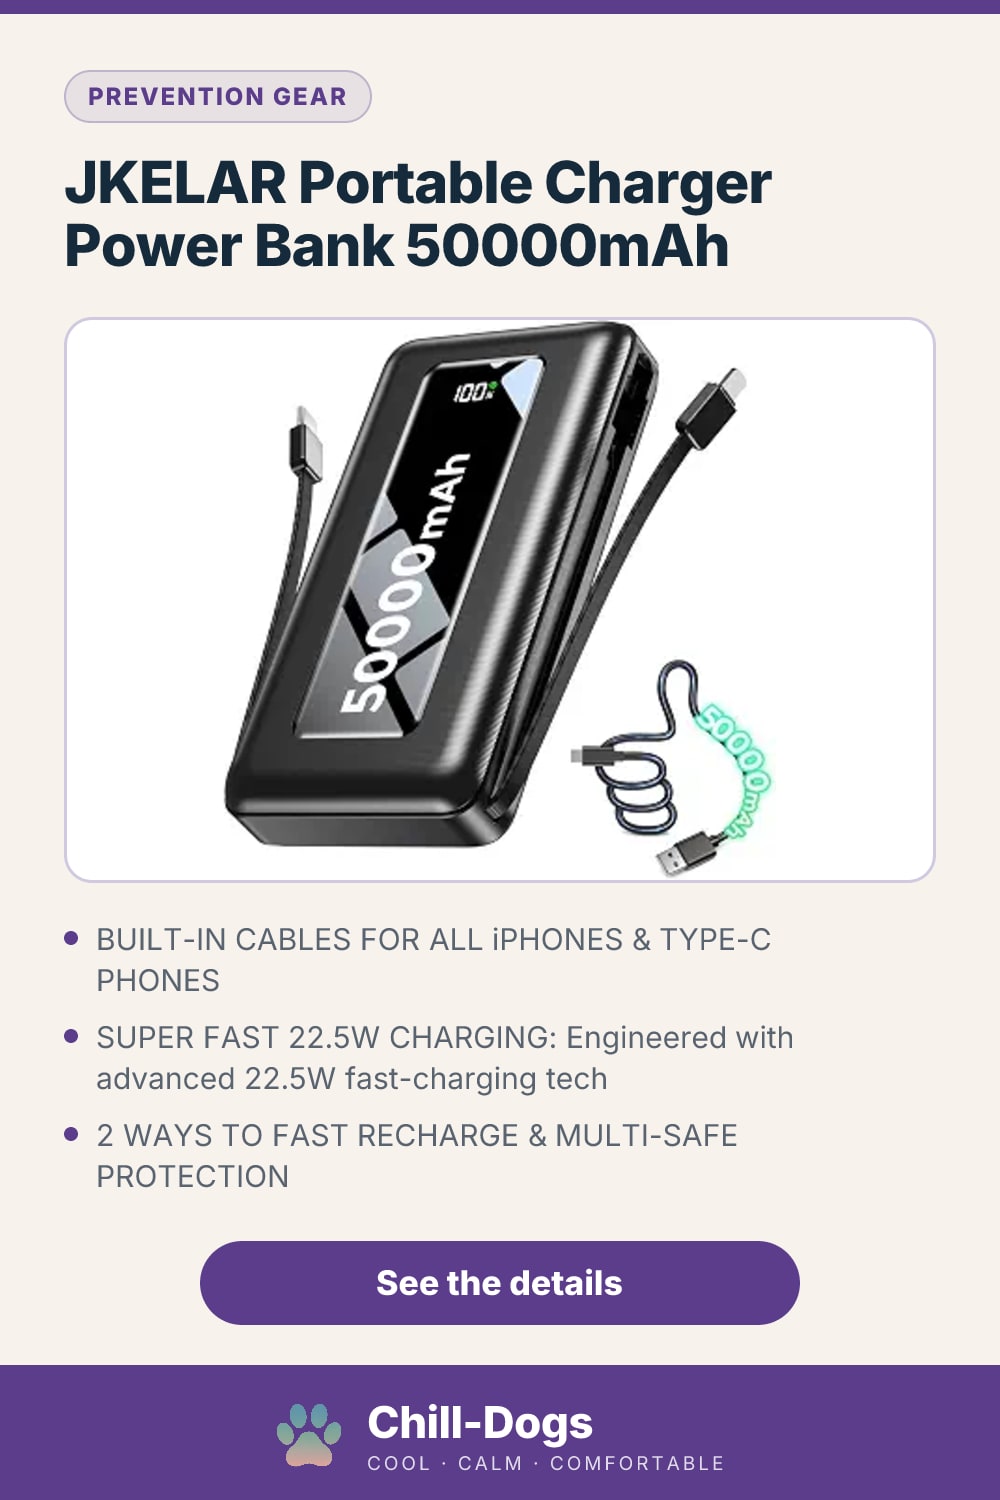 PREVENTION GEAR
JKELAR Portable Charger
Power Bank 50000mAh
100%
50000mAh
50000mAh
BUILT-IN CABLES FOR ALL iPHONES & TYPE-C
PHONES
SUPER FAST 22.5W CHARGING: Engineered with
advanced 22.5W fast-charging tech
2 WAYS TO FAST RECHARGE & MULTI-SAFE
PROTECTION
See the details
Chill-Dogs
COOL · CALM · COMFORTABLE